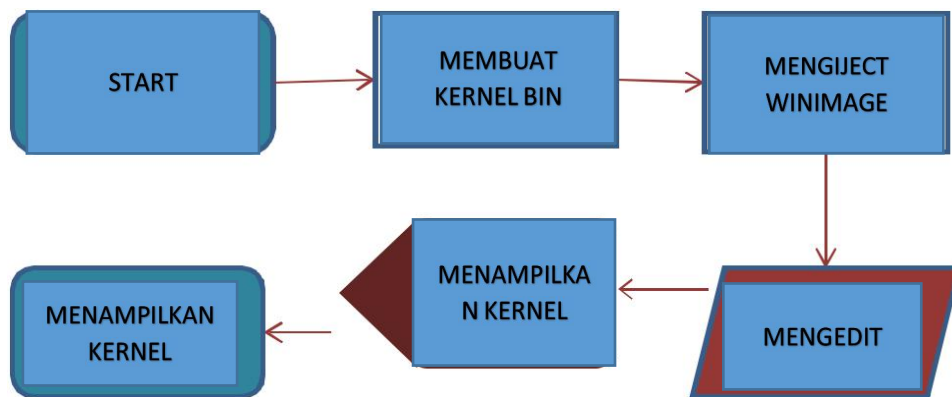 START
MEMBUAT
KERNEL BIN
MENGIJECT
WINIMAGE
MENGEDIT
MENAMPILKA
N KERNEL
MENAMPILKAN
KERNEL